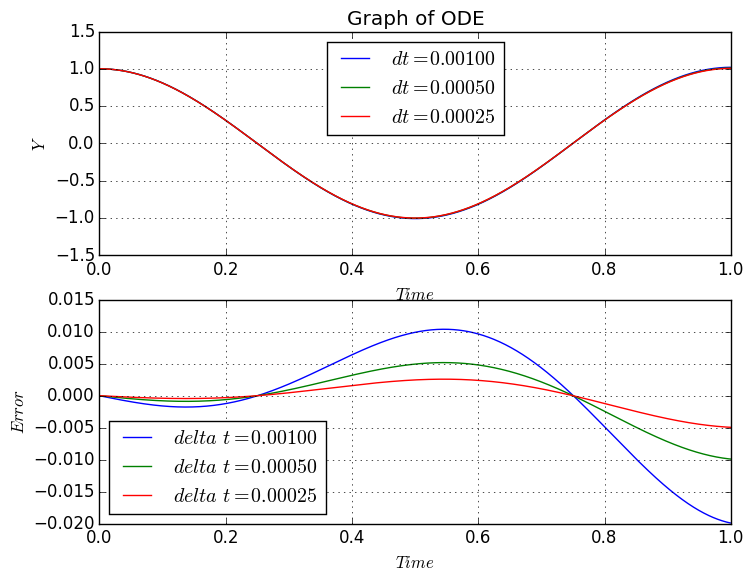 Graph of ODE
1.5
1.0
0.5
0.0
−0.5
−1.0
−1.5
Y
dt = 0.00100
dt = 0.00050
dt = 0.00025
0.0 0.2 0.4 0.6 0.8 1.0
Time
0.015
0.010
0.005
0.000
−0.005
−0.010
−0.015
−0.020
Error
delta t = 0.00100
delta t = 0.00050
delta t = 0.00025
0.0 0.2 0.4 0.6 0.8 1.0
Time